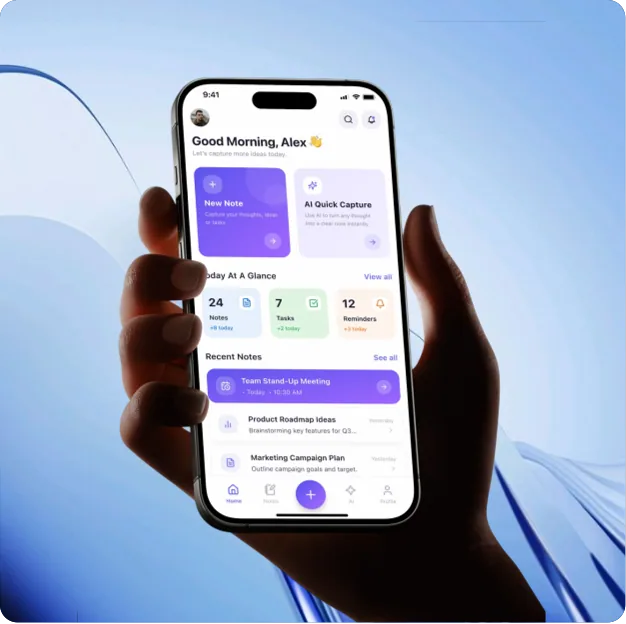 9:41
Good Morning, Alex 👋
Let's capture more ideas today.
New Note
Capture your thoughts, ideas
or tasks
AI Quick Capture
Use AI to turn any thought
into a clear note instantly.
oday At A Glance
View all
24
Notes
+8 today
7
Tasks
+2 today
12
Reminders
+3 today
Recent Notes
See all
Team Stand-Up Meeting
• Today • 10:30 AM
Product Roadmap Ideas
Yesterday
Brainstorming key features for Q3...
Marketing Campaign Plan
Yesterday
Outline campaign goals and target.
Home
Notes
AI
Profile